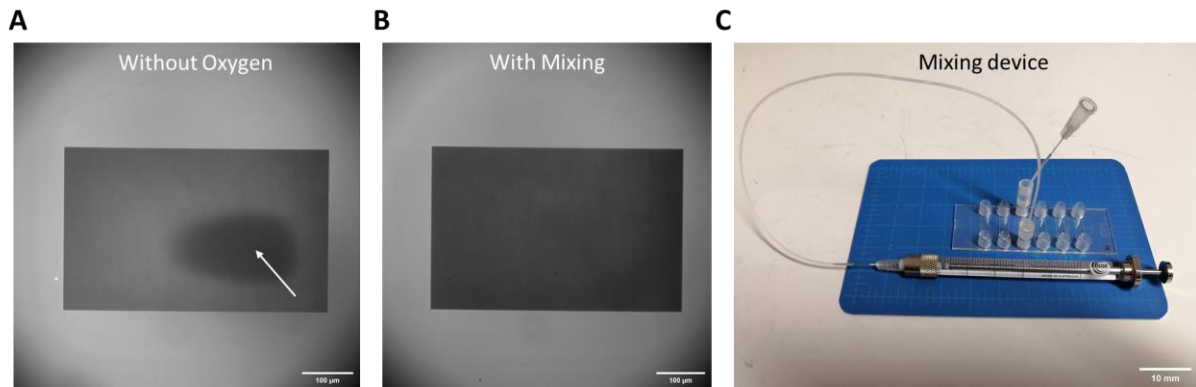 A
Without Oxygen
100 µm
B
With Mixing
100 µm
C
Mixing device
10 mm